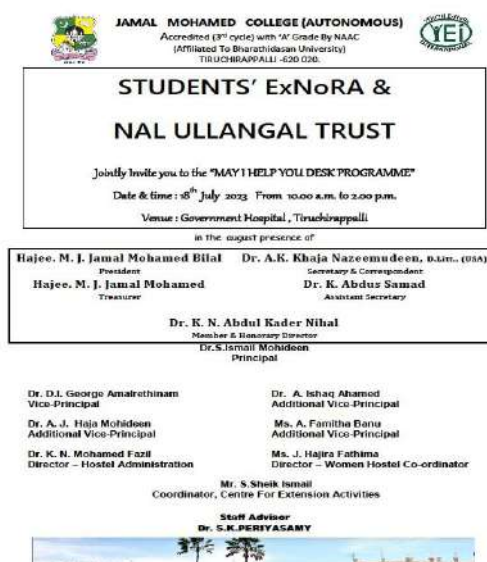 JAMAL MOHAMED COLLEGE (AUTONOMOUS)
Accredited (3rd cycle) with "A" Grade By NAAC
(Affiliated To Bharathidasan University)
TIRUCHIRAPPALLI -620 020.
YEI
STUDENTS' ExNoRA &
NAL ULLANGAL TRUST
Jointly Invite you to the "MAY I HELP YOU DESK PROGRAMME"
Date & time : 18th July 2023 From 10.00 a.m. to 2.00 p.m.
Venue : Government Hospital , Tiruchirappalli
in the august presence of
Hajee. M. J. Jamal Mohamed Bilal Dr. A.K. Khaja Nazeemudeen, D.Litt., (USA)
President Secretary & Correspondent
Hajee. M. J. Jamal Mohamed Dr. K. Abdus Samad
Treasurer Assistant Secretary
Dr. K. N. Abdul Kader Nihal
Member & Honorary Director
Dr.S.Ismail Mohideen
Principal
Dr. D.I. George Amalrethinam Dr. A. Ishaq Ahamed
Vice-Principal Additional Vice-Principal
Dr. A. J. Haja Mohideen Ms. A. Famitha Banu
Additional Vice-Principal Additional Vice-Principal
Dr. K. N. Mohamed Fazil Ms. J. Hajira Fathima
Director – Hostel Administration Director – Women Hostel Co-ordinator
Mr. S.Sheik Ismail
Coordinator, Centre For Extension Activities
Staff Advisor
Dr. S.K.PERIYASAMY